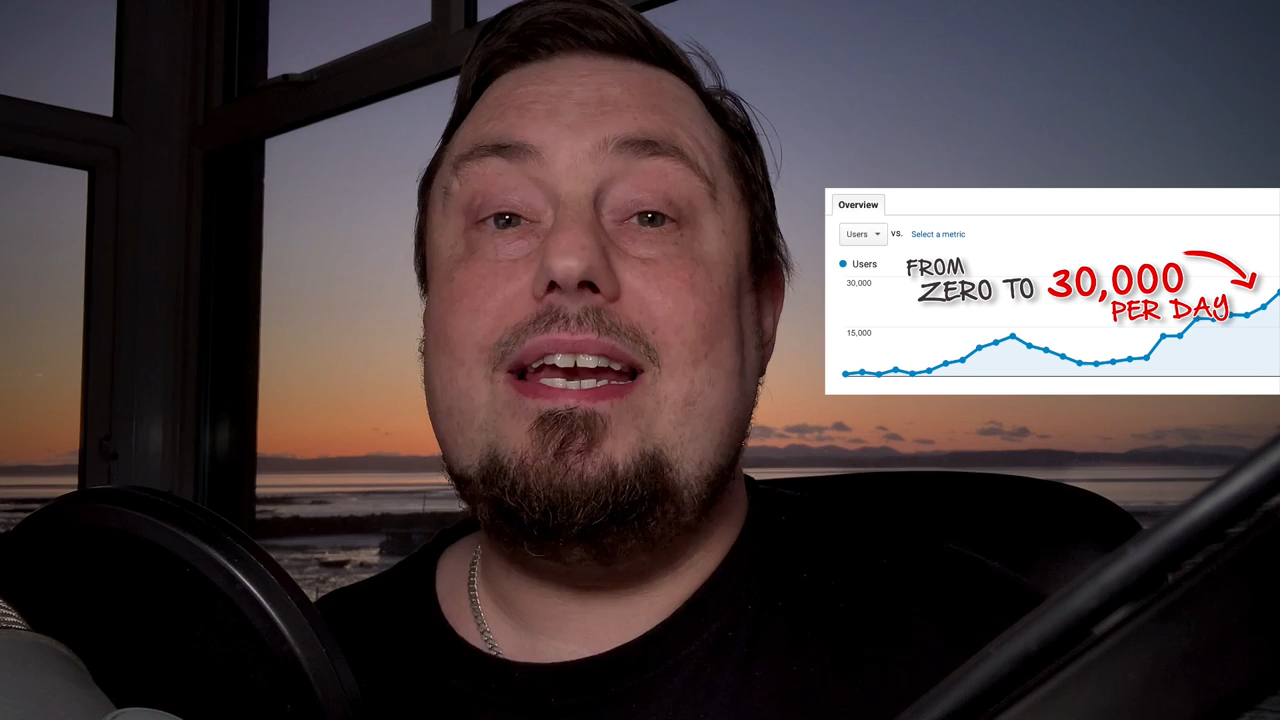 Overview
Users vs. Select a metric
Users
FROM
ZERO TO 30,000
PER DAY
30,000
15,000